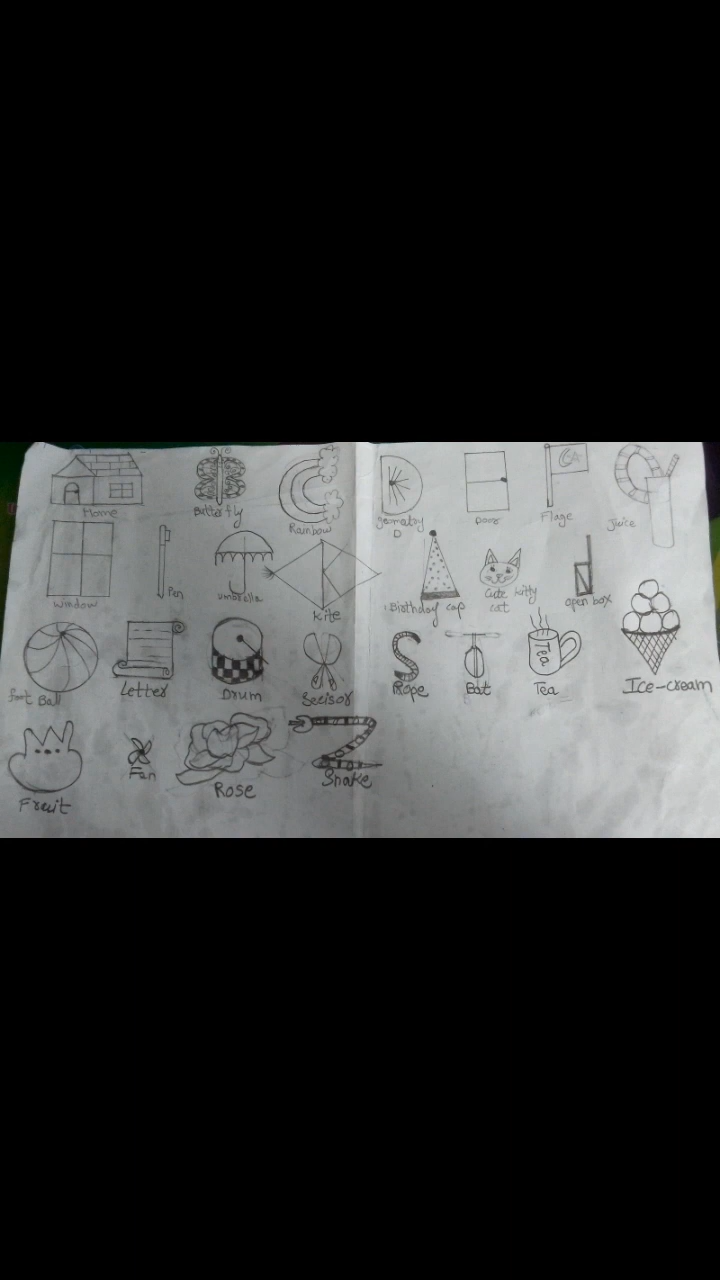 Home
Butterfly
Rainbow
geomatry
D
Door
Flage
Juice
window
Pen
umbrella
Kite
Birthday cap
Cute kitty
cat
open box
foot Ball
Letter
Drum
Secisor
Rope
Bat
Tea
Tea
Ice-cream
Fruit
Fan
Rose
Snake